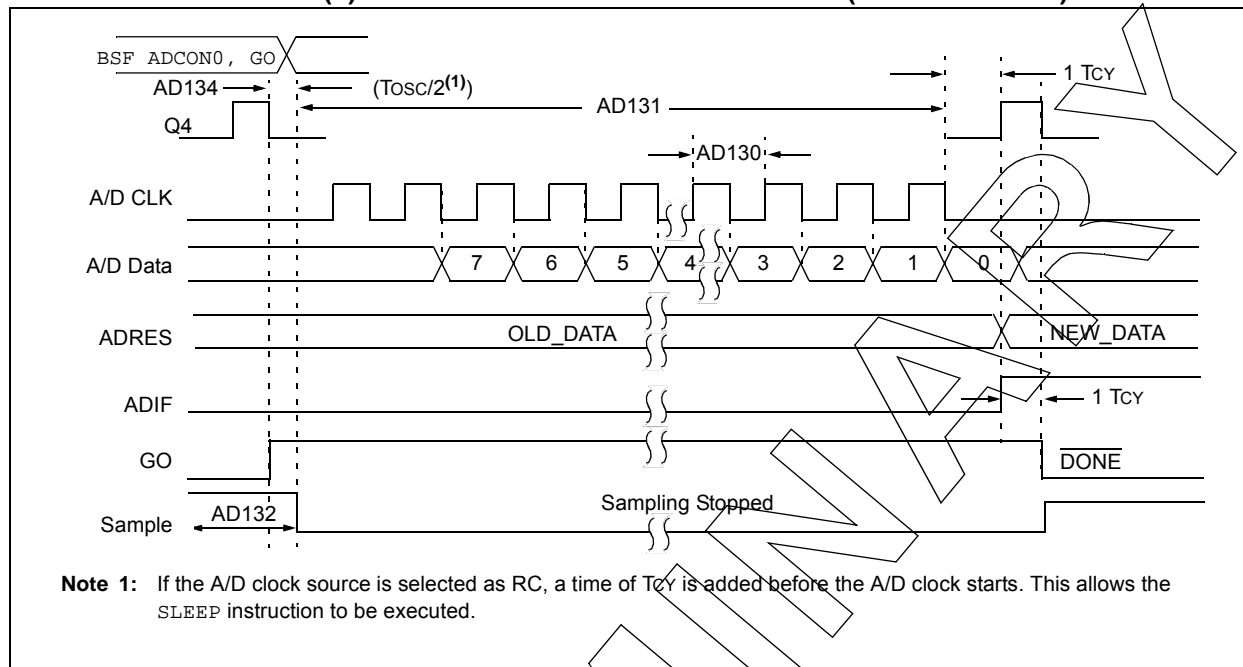 BSF ADCON0, GO
AD134
(TOSC/2(1))
1 TCY
AD131
Q4
AD130
A/D CLK
A/D Data
7 6 5 4 3 2 1 0
ADRES
OLD_DATA
NEW_DATA
ADIF
1 TCY
GO
DONE
Sample
AD132
Sampling Stopped
Note 1: If the A/D clock source is selected as RC, a time of TCY is added before the A/D clock starts. This allows the
SLEEP instruction to be executed.